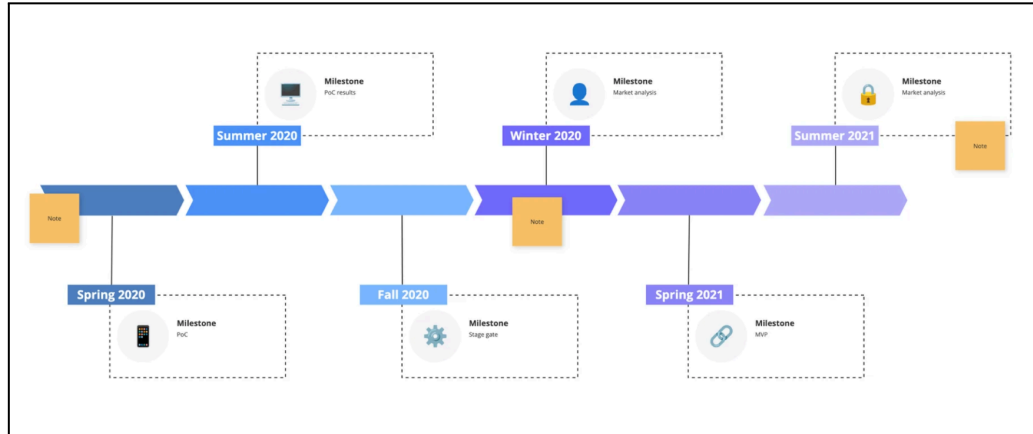 Milestone
PoC results
Summer 2020
Milestone
Market analysis
Winter 2020
Milestone
Market analysis
Summer 2021
Note
Note
Note
Spring 2020
Milestone
PoC
Fall 2020
Milestone
Stage gate
Spring 2021
Milestone
MVP